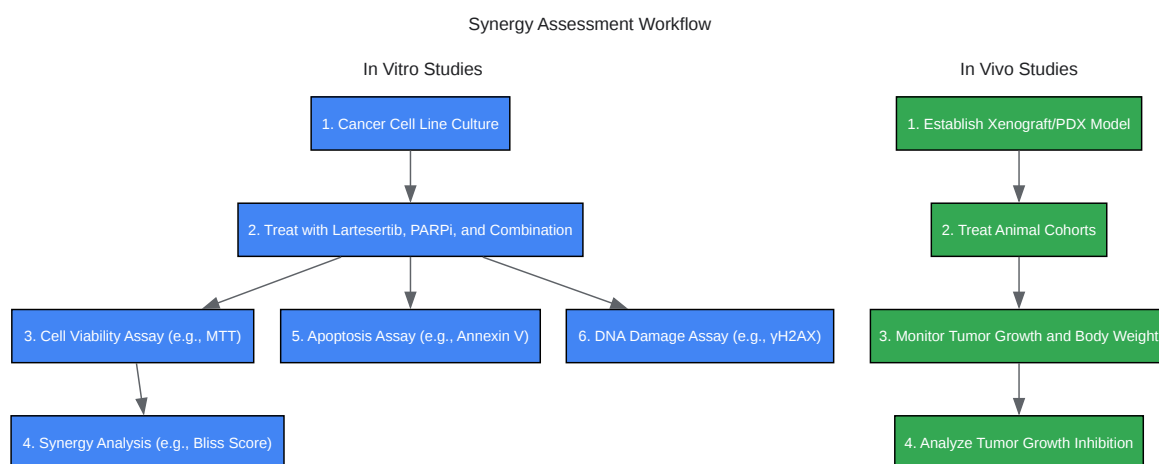 Synergy Assessment Workflow
In Vitro Studies
1. Cancer Cell Line Culture
2. Treat with Lartesertib, PARPi, and Combination
3. Cell Viability Assay (e.g., MTT)
5. Apoptosis Assay (e.g., Annexin V)
6. DNA Damage Assay (e.g., γH2AX)
4. Synergy Analysis (e.g., Bliss Score)
In Vivo Studies
1. Establish Xenograft/PDX Model
2. Treat Animal Cohorts
3. Monitor Tumor Growth and Body Weight
4. Analyze Tumor Growth Inhibition